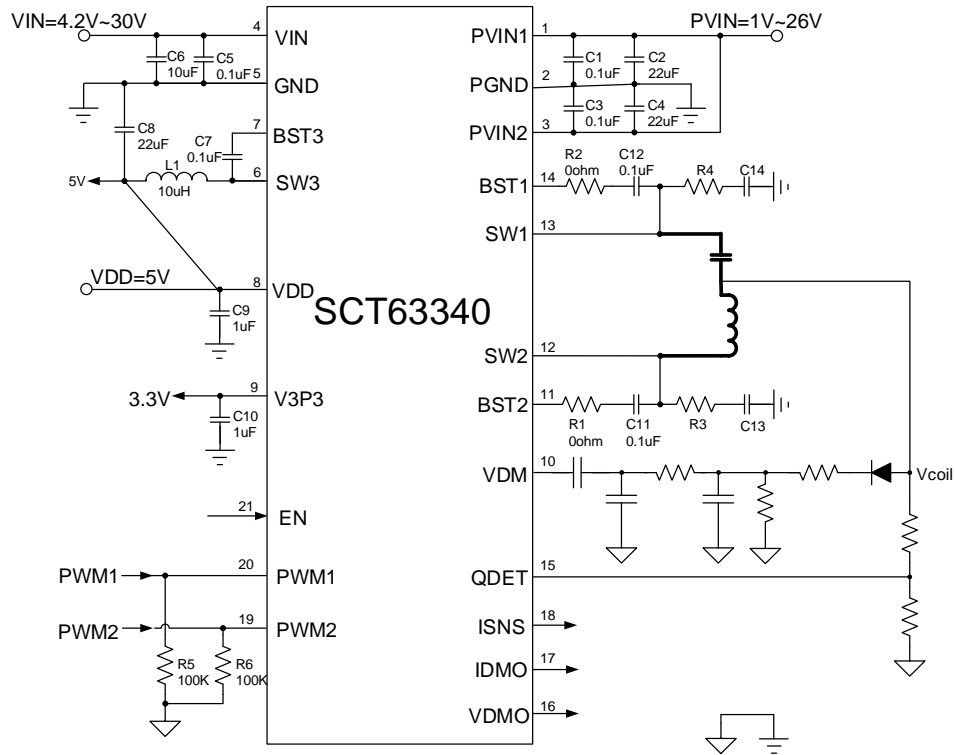 VIN=4.2V~30V
4
VIN
PVIN1
1
PVIN=1V~26V
C6
10uF
C5
0.1uF
5
GND
C1
0.1uF
C2
22uF
PGND
2
C8
22uF
7
BST3
C7
0.1uF
C3
0.1uF
C4
22uF
PVIN2
3
5V
L1
10uH
6
SW3
BST1
14
R2
0ohm
C12
0.1uF
R4
C14
SW1
13
VDD=5V
8
VDD
C9
1uF
SCT63340
SW2
12
3.3V
9
V3P3
C10
1uF
BST2
11
R1
0ohm
C11
0.1uF
R3
C13
VDM
10
Vcoil
21
EN
PWM1
20
PWM1
QDET
15
PWM2
19
PWM2
ISNS
18
R5
100K
R6
100K
IDMO
17
VDMO
16